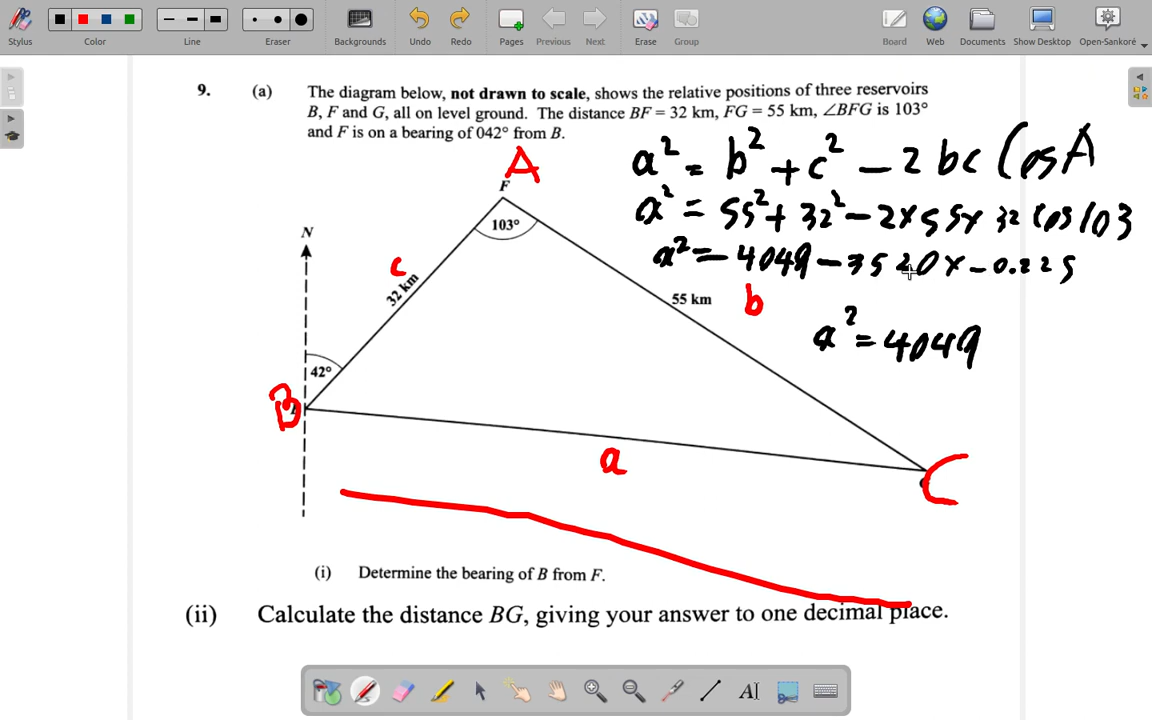 Stylus
Color
Line
Eraser
Backgrounds
Undo
Redo
Pages
Previous
Next
Erase
Group
Board
Web
Documents
Show Desktop
Open-Sankoré
9. (a) The diagram below, not drawn to scale, shows the relative positions of three reservoirs
B, F and G, all on level ground. The distance BF = 32 km, FG = 55 km, ∠BFG is 103°
and F is on a bearing of 042° from B.
a² = b² + c² - 2bc Cos A
a² = 55² + 32² - 2×55×32 Cos 103
a² = 4049 - 3520 × -0.225
a² = 4049
A
F
103°
N
c
32 km
55 km
b
42°
B
a
C
(i) Determine the bearing of B from F.
(ii) Calculate the distance BG, giving your answer to one decimal place.